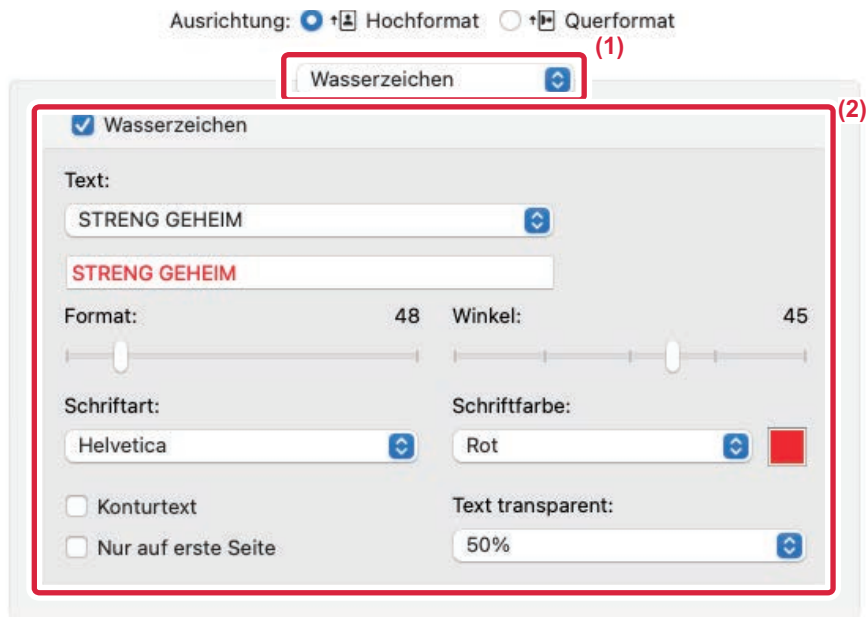 Ausrichtung: Hochformat Querformat
(1)
Wasserzeichen
(2)
Wasserzeichen
Text:
STRENG GEHEIM
STRENG GEHEIM
Format: 48 Winkel: 45
Schriftart: Schriftfarbe:
Helvetica Rot
Konturtext Text transparent:
Nur auf erste Seite 50%